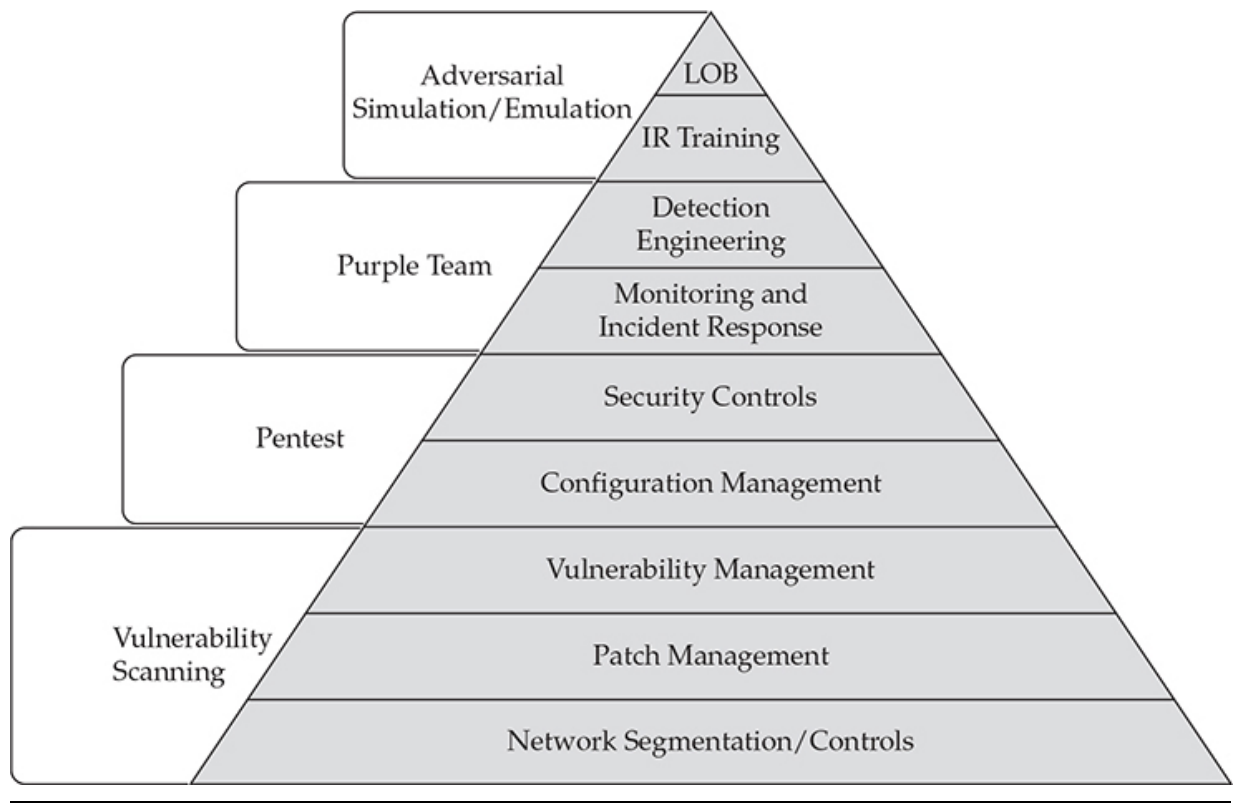 Adversarial
Simulation/Emulation
LOB
IR Training
Purple Team
Detection
Engineering
Monitoring and
Incident Response
Pentest
Security Controls
Configuration Management
Vulnerability
Scanning
Vulnerability Management
Patch Management
Network Segmentation/Controls